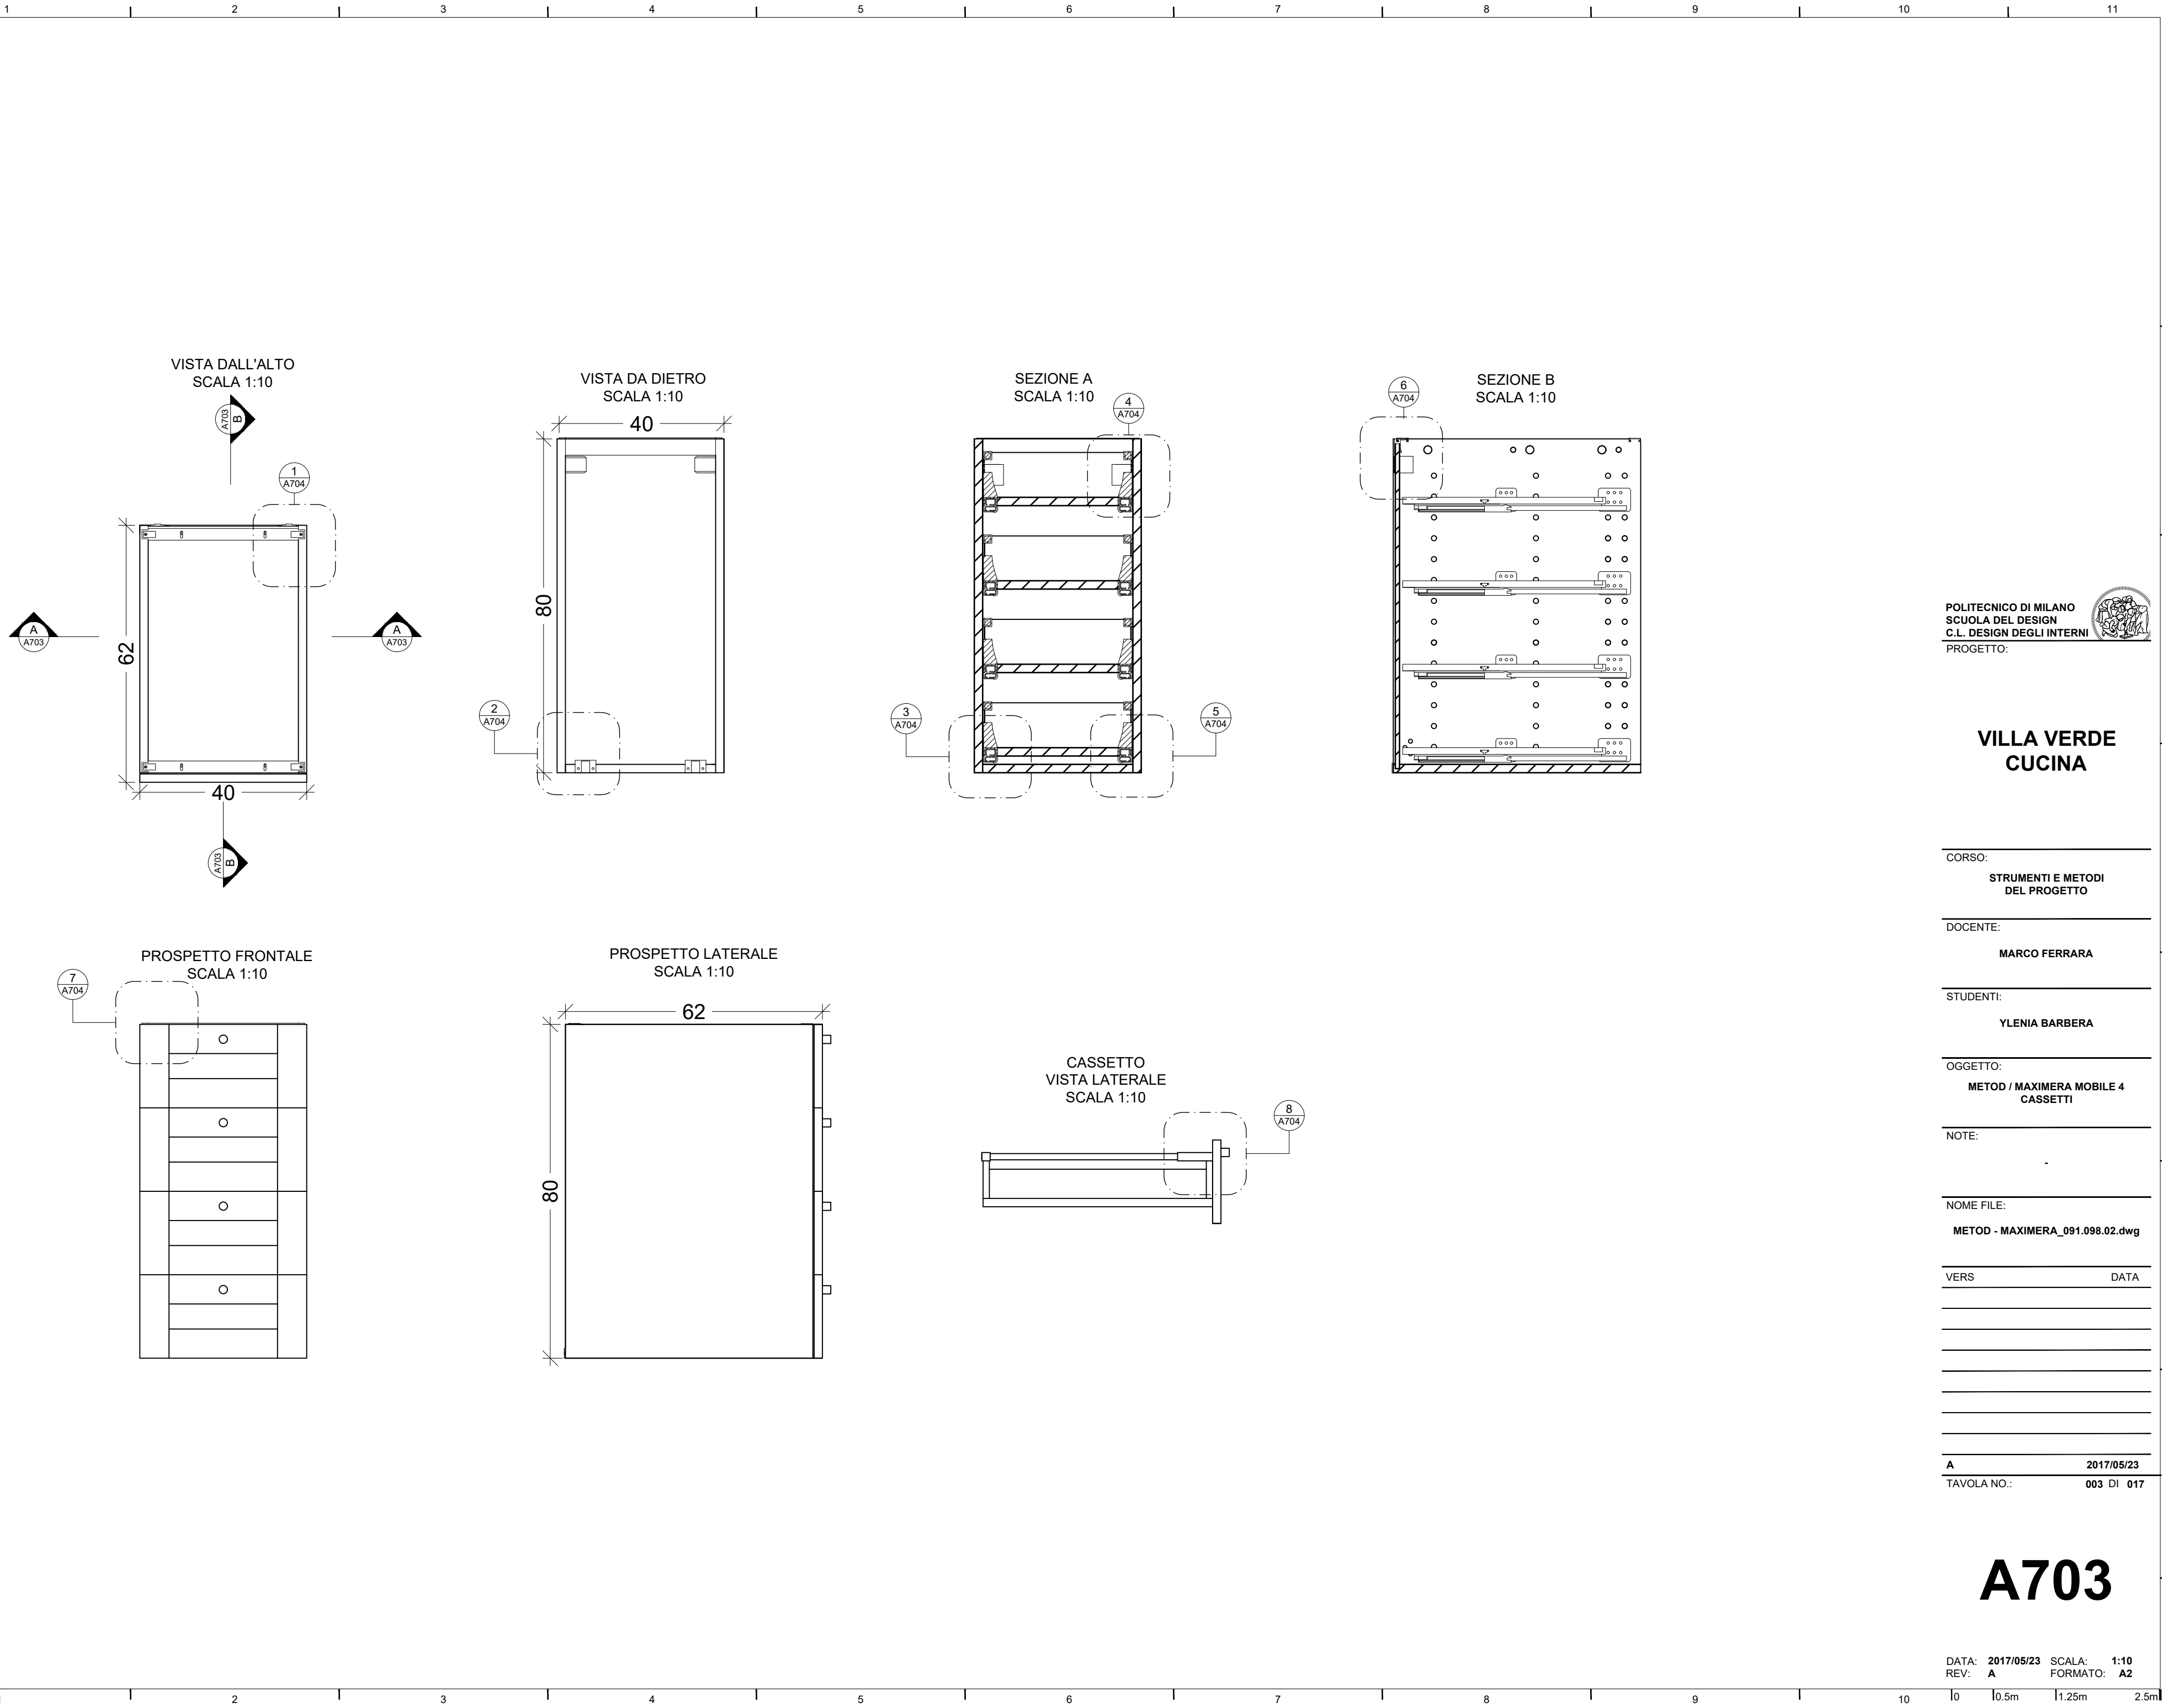 1 2 3 4 5 6 7 8 9 10 11
VISTA DALL'ALTO
SCALA 1:10
A703
B
1
A704
62
A
A703
A
A703
40
A703
B
VISTA DA DIETRO
SCALA 1:10
40
80
2
A704
SEZIONE A
SCALA 1:10
4
A704
3
A704
5
A704
SEZIONE B
SCALA 1:10
6
A704
PROSPETTO FRONTALE
SCALA 1:10
7
A704
PROSPETTO LATERALE
SCALA 1:10
62
80
CASSETTO
VISTA LATERALE
SCALA 1:10
8
A704
POLITECNICO DI MILANO
SCUOLA DEL DESIGN
C.L. DESIGN DEGLI INTERNI
PROGETTO:
VILLA VERDE
CUCINA
CORSO:
STRUMENTI E METODI
DEL PROGETTO
DOCENTE:
MARCO FERRARA
STUDENTI:
YLENIA BARBERA
OGGETTO:
METOD / MAXIMERA MOBILE 4
CASSETTI
NOTE:
-
NOME FILE:
METOD - MAXIMERA_091.098.02.dwg
VERS DATA
A 2017/05/23
TAVOLA NO.: 003 DI 017
A703
DATA: 2017/05/23 SCALA: 1:10
REV: A FORMATO: A2
2 3 4 5 6 7 8 9 10
0 0.5m 1.25m 2.5m